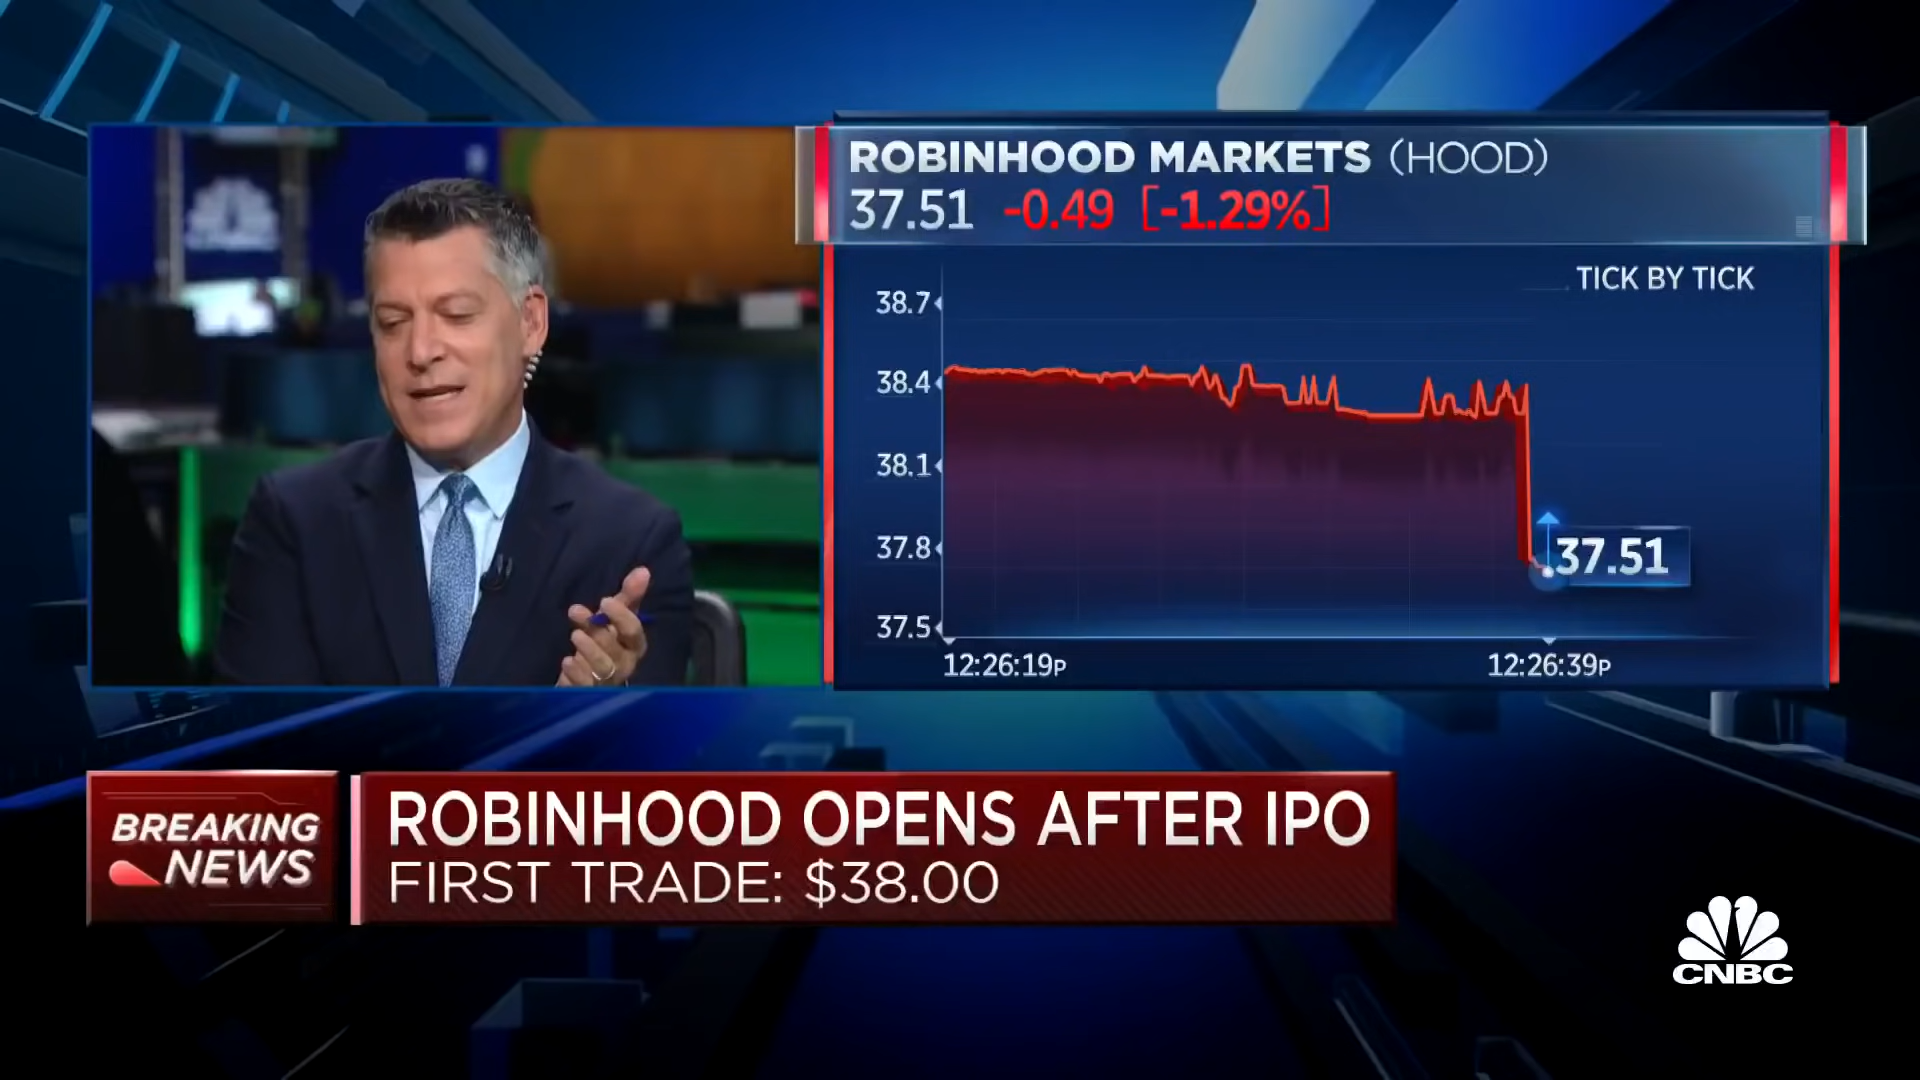 ROBINHOOD MARKETS (HOOD)
37.51 -0.49 [-1.29%]
TICK BY TICK
38.7
38.4
38.1
37.8
37.5
37.51
12:26:19P
12:26:39P
BREAKING
NEWS
ROBINHOOD OPENS AFTER IPO
FIRST TRADE: $38.00
CNBC